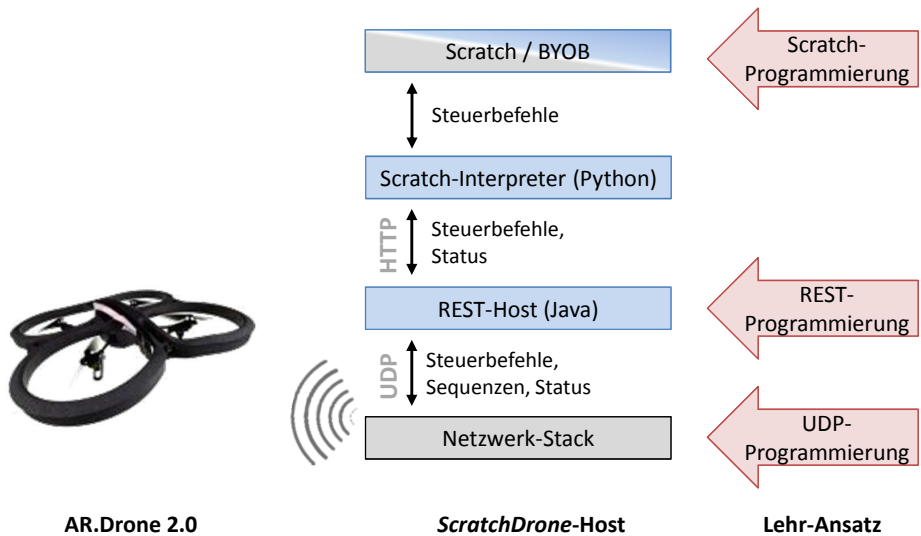 Scratch / BYOB
Scratch-
Programmierung
Steuerbefehle
Scratch-Interpreter (Python)
HTTP
Steuerbefehle,
Status
REST-Host (Java)
REST-
Programmierung
UDP
Steuerbefehle,
Sequenzen, Status
Netzwerk-Stack
UDP-
Programmierung
AR.Drone 2.0
ScratchDrone-Host
Lehr-Ansatz